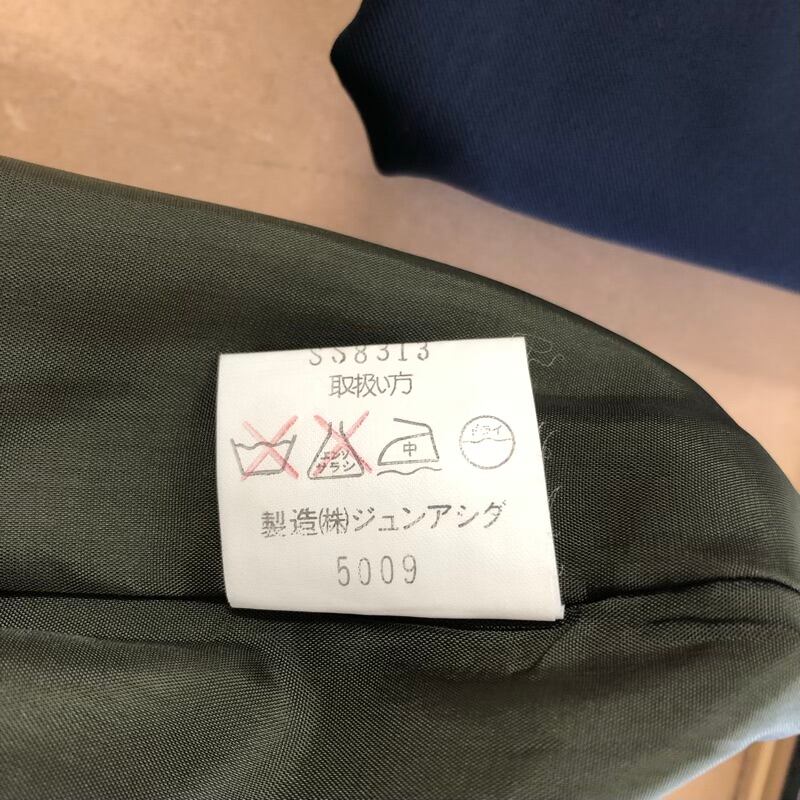 SS8313
取扱い方
エンソ
サラシ
中
ドライ
製造(株)ジュンアシダ
5009